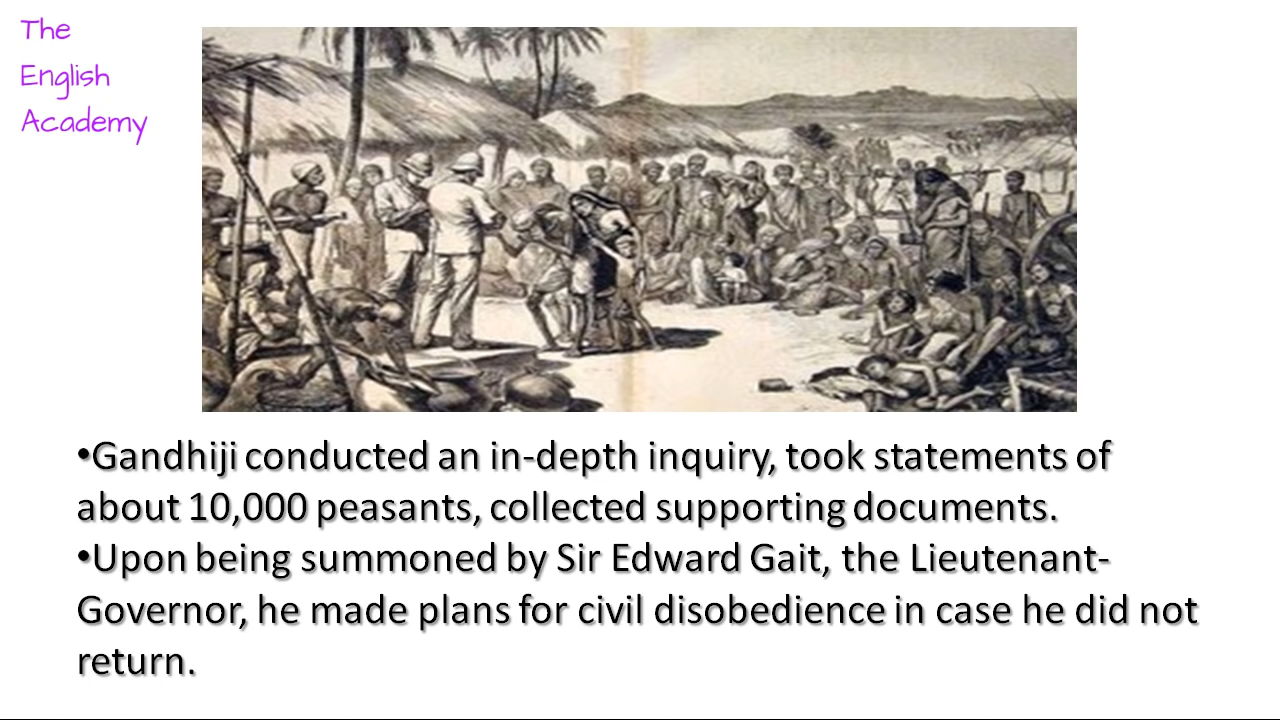 The
English
Academy
•Gandhiji conducted an in-depth inquiry, took statements of
about 10,000 peasants, collected supporting documents.
•Upon being summoned by Sir Edward Gait, the Lieutenant-
Governor, he made plans for civil disobedience in case he did not
return.